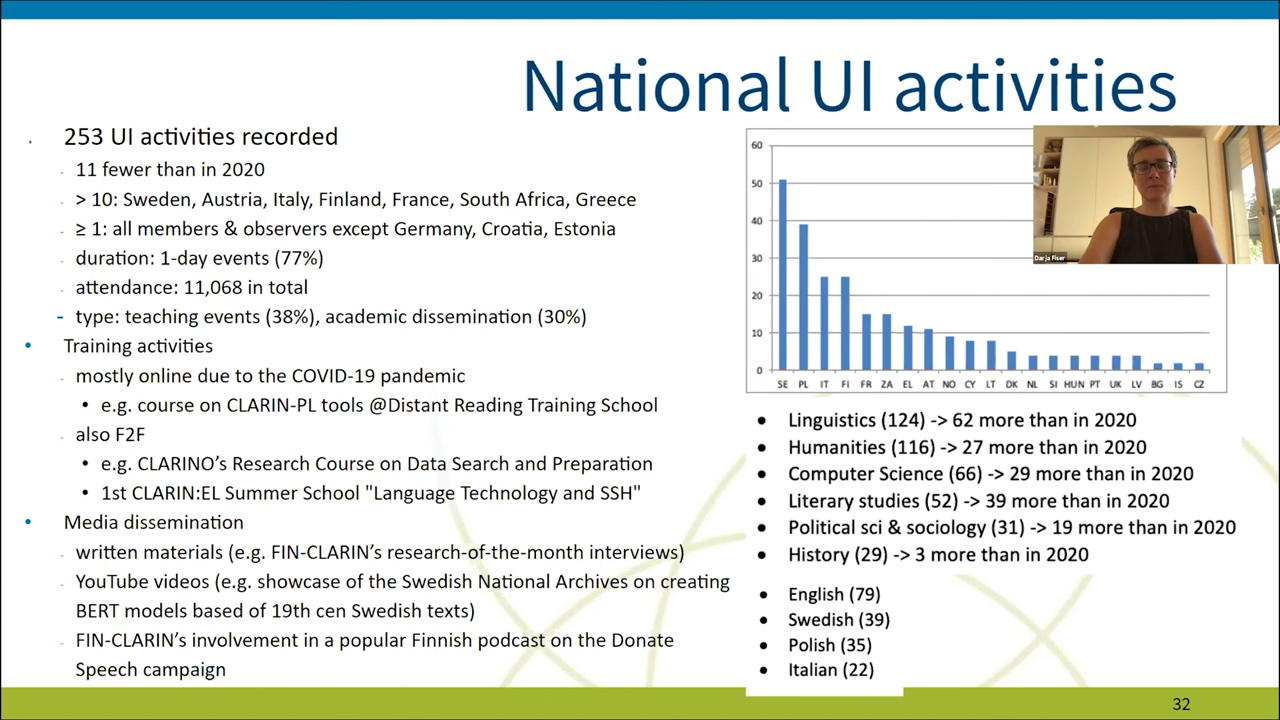 National UI activities
253 UI activities recorded
11 fewer than in 2020
> 10: Sweden, Austria, Italy, Finland, France, South Africa, Greece
≥ 1: all members & observers except Germany, Croatia, Estonia
duration: 1-day events (77%)
attendance: 11,068 in total
type: teaching events (38%), academic dissemination (30%)
Training activities
mostly online due to the COVID-19 pandemic
e.g. course on CLARIN-PL tools @Distant Reading Training School
also F2F
e.g. CLARINO's Research Course on Data Search and Preparation
1st CLARIN:EL Summer School "Language Technology and SSH"
Media dissemination
written materials (e.g. FIN-CLARIN's research-of-the-month interviews)
YouTube videos (e.g. showcase of the Swedish National Archives on creating
BERT models based of 19th cen Swedish texts)
FIN-CLARIN's involvement in a popular Finnish podcast on the Donate
Speech campaign
60
50
40
30
20
10
0
SE PL IT FI FR ZA EL AT NO CY LT DK NL SI HUN PT UK LV BG IS CZ
Darja Fiser
Linguistics (124) -> 62 more than in 2020
Humanities (116) -> 27 more than in 2020
Computer Science (66) -> 29 more than in 2020
Literary studies (52) -> 39 more than in 2020
Political sci & sociology (31) -> 19 more than in 2020
History (29) -> 3 more than in 2020
English (79)
Swedish (39)
Polish (35)
Italian (22)
32